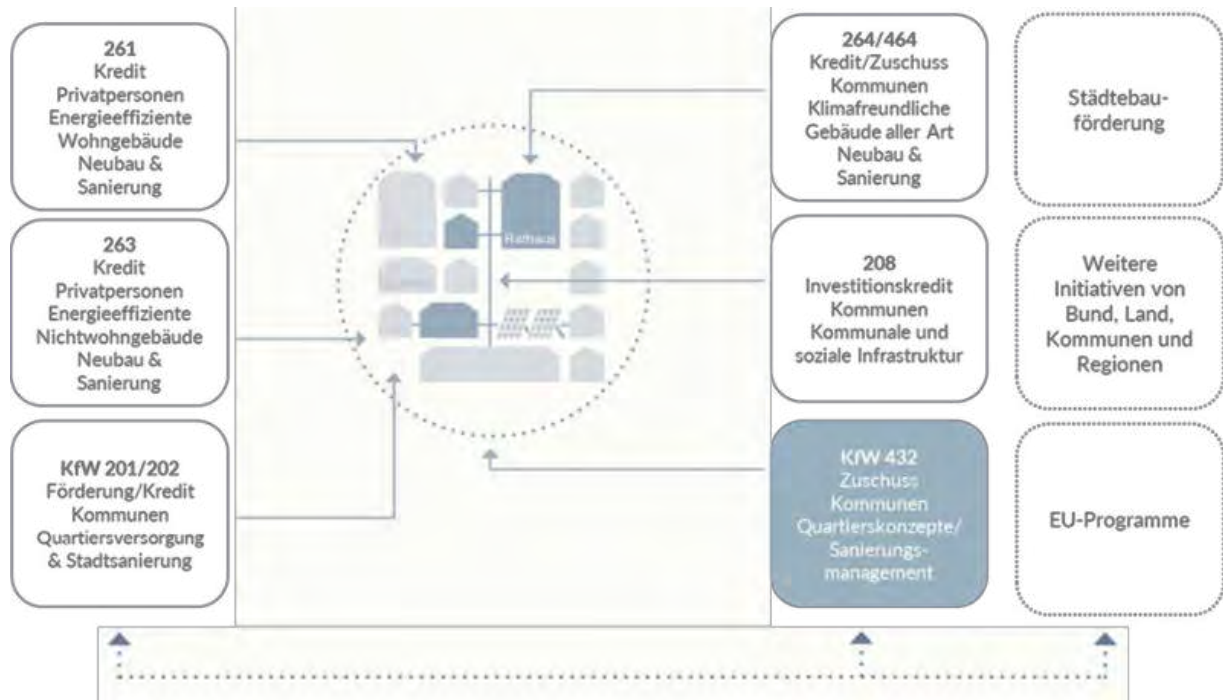 261
Kredit
Privatpersonen
Energieeffiziente
Wohngebäude
Neubau &
Sanierung
263
Kredit
Privatpersonen
Energieeffiziente
Nichtwohngebäude
Neubau &
Sanierung
KfW 201/202
Förderung/Kredit
Kommunen
Quartiersversorgung
& Stadtsanierung
Rathaus
264/464
Kredit/Zuschuss
Kommunen
Klimafreundliche
Gebäude aller Art
Neubau &
Sanierung
208
Investitionskredit
Kommunen
Kommunale und
soziale Infrastruktur
KfW 432
Zuschuss
Kommunen
Quartierskonzepte/
Sanierungs-
management
Städtebau-
förderung
Weitere
Initiativen von
Bund, Land,
Kommunen und
Regionen
EU-Programme